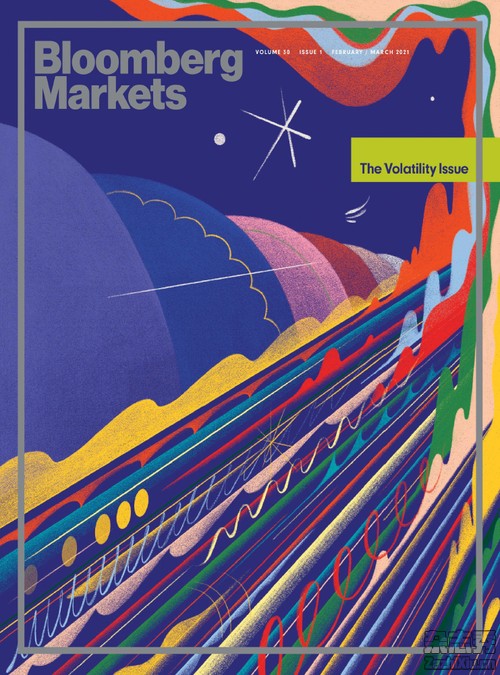 Bloomberg
Markets
VOLUME 30 ISSUE 1 FEBRUARY / MARCH 2021
The Volatility Issue